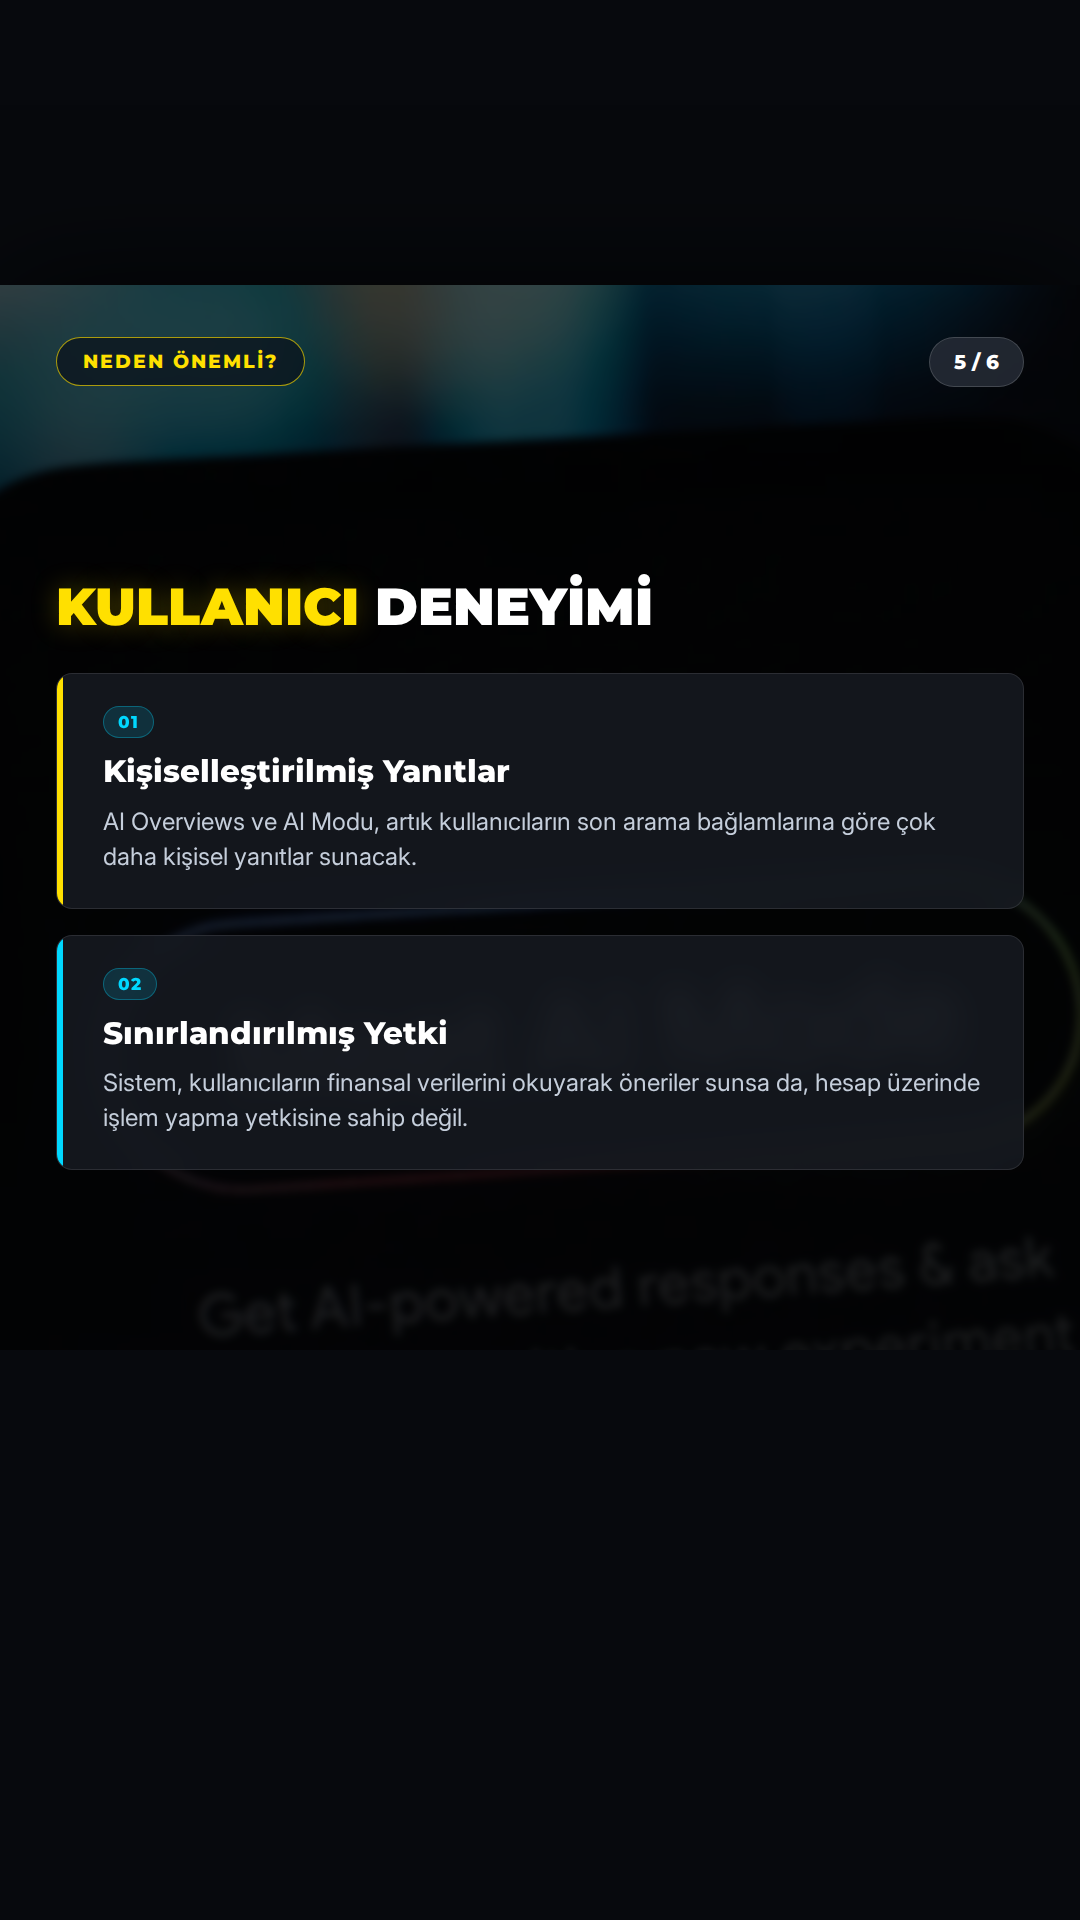 NEDEN ÖNEMLİ?
5 / 6
KULLANICI DENEYİMİ
01
Kişiselleştirilmiş Yanıtlar
AI Overviews ve AI Modu, artık kullanıcıların son arama bağlamlarına göre çok
daha kişisel yanıtlar sunacak.
02
Sınırlandırılmış Yetki
Sistem, kullanıcıların finansal verilerini okuyarak öneriler sunsa da, hesap üzerinde
işlem yapma yetkisine sahip değil.
Get AI-powered responses & ask
experiment